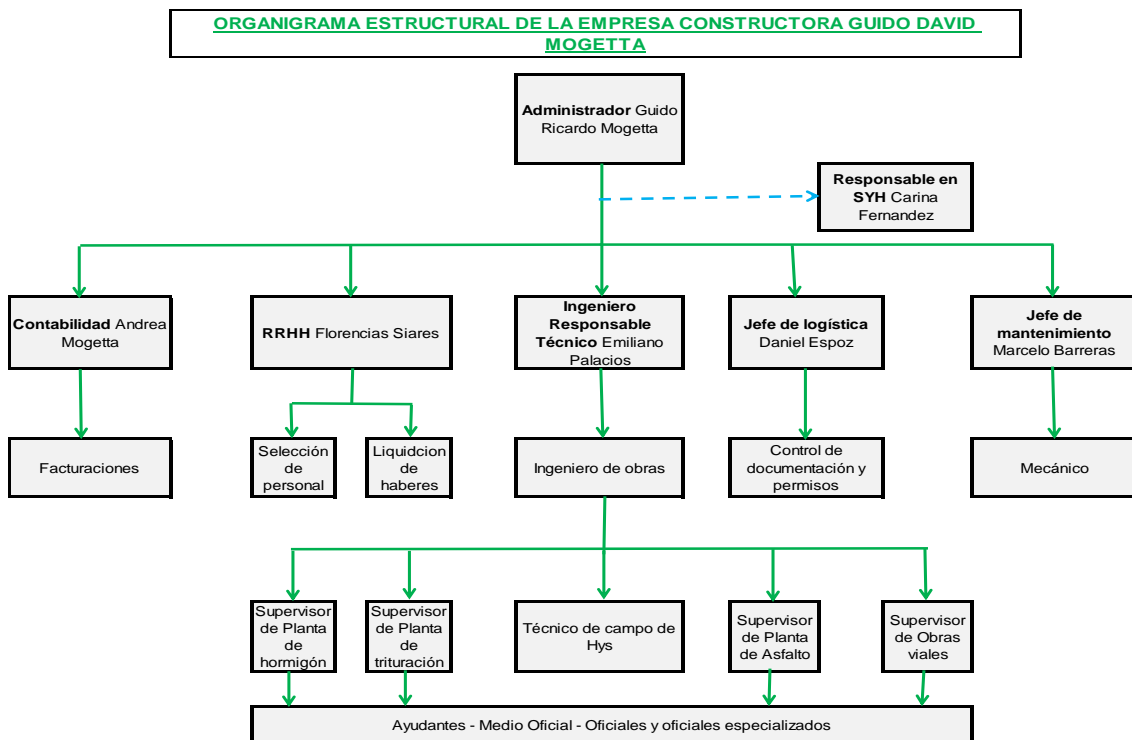 ORGANIGRAMA ESTRUCTURAL DE LA EMPRESA CONSTRUCTORA GUIDO DAVID
MOGETTA
Administrador Guido
Ricardo Mogetta
Responsable en
SYH Carina
Fernandez
Contabilidad Andrea
Mogetta
RRHH Florencias Siares
Ingeniero
Responsable
Técnico Emiliano
Palacios
Jefe de logística
Daniel Espoz
Jefe de
mantenimiento
Marcelo Barreras
Facturaciones
Selección
de
personal
Liquidcion
de
haberes
Ingeniero de obras
Control de
documentación y
permisos
Mecánico
Supervisor
de Planta
de
hormigón
Supervisor
de Planta
de
trituración
Técnico de campo de
Hys
Supervisor
de Planta
de Asfalto
Supervisor
de Obras
viales
Ayudantes - Medio Oficial - Oficiales y oficiales especializados